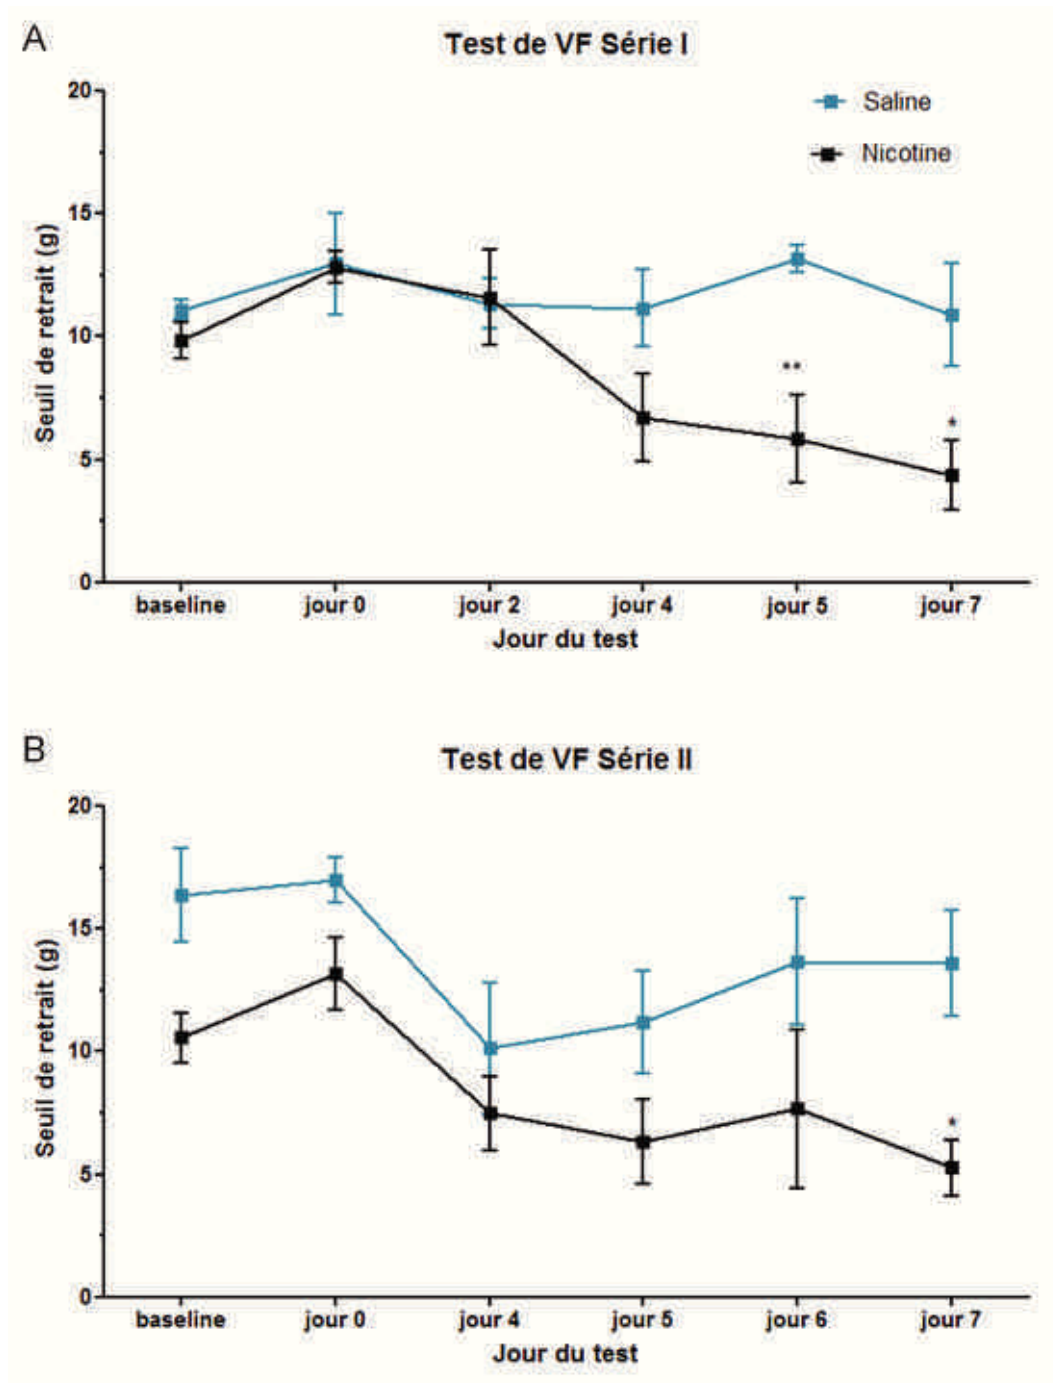 A
Test de VF Série I
20
15
10
5
0
Seuil de retrait (g)
Saline
Nicotine
**
*
baseline jour 0 jour 2 jour 4 jour 5 jour 7
Jour du test
B
Test de VF Série II
20
15
10
5
0
Seuil de retrait (g)
*
baseline jour 0 jour 4 jour 5 jour 6 jour 7
Jour du test